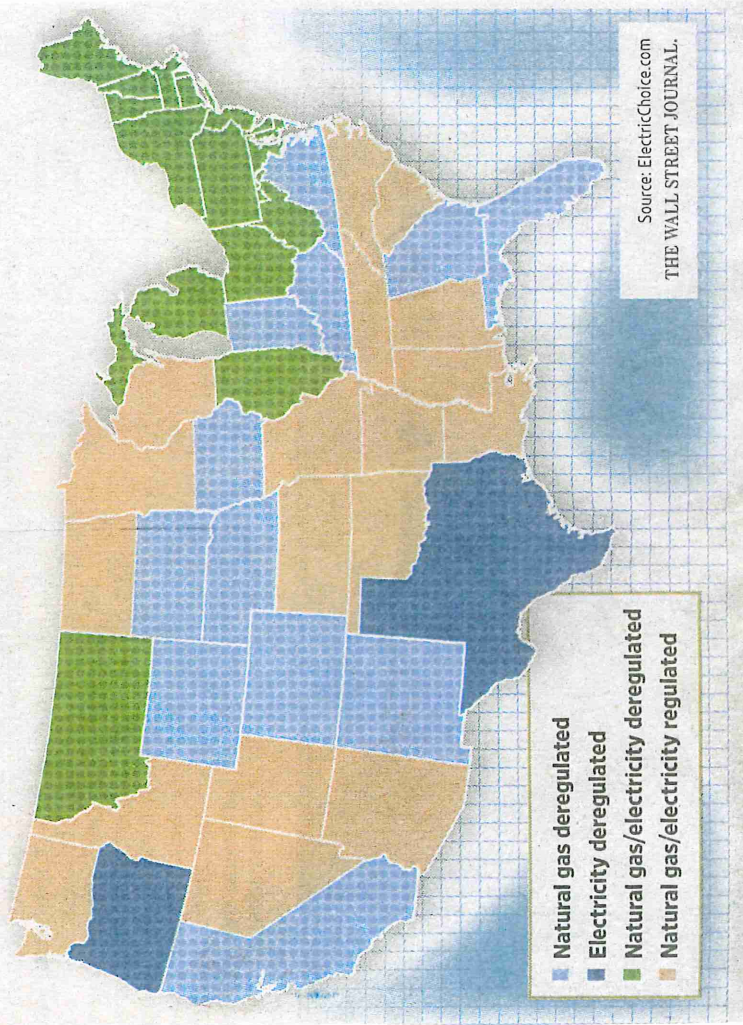 Natural gas deregulated
Electricity deregulated
Natural gas/electricity deregulated
Natural gas/electricity regulated
Source: ElectricChoice.com
THE WALL STREET JOURNAL.